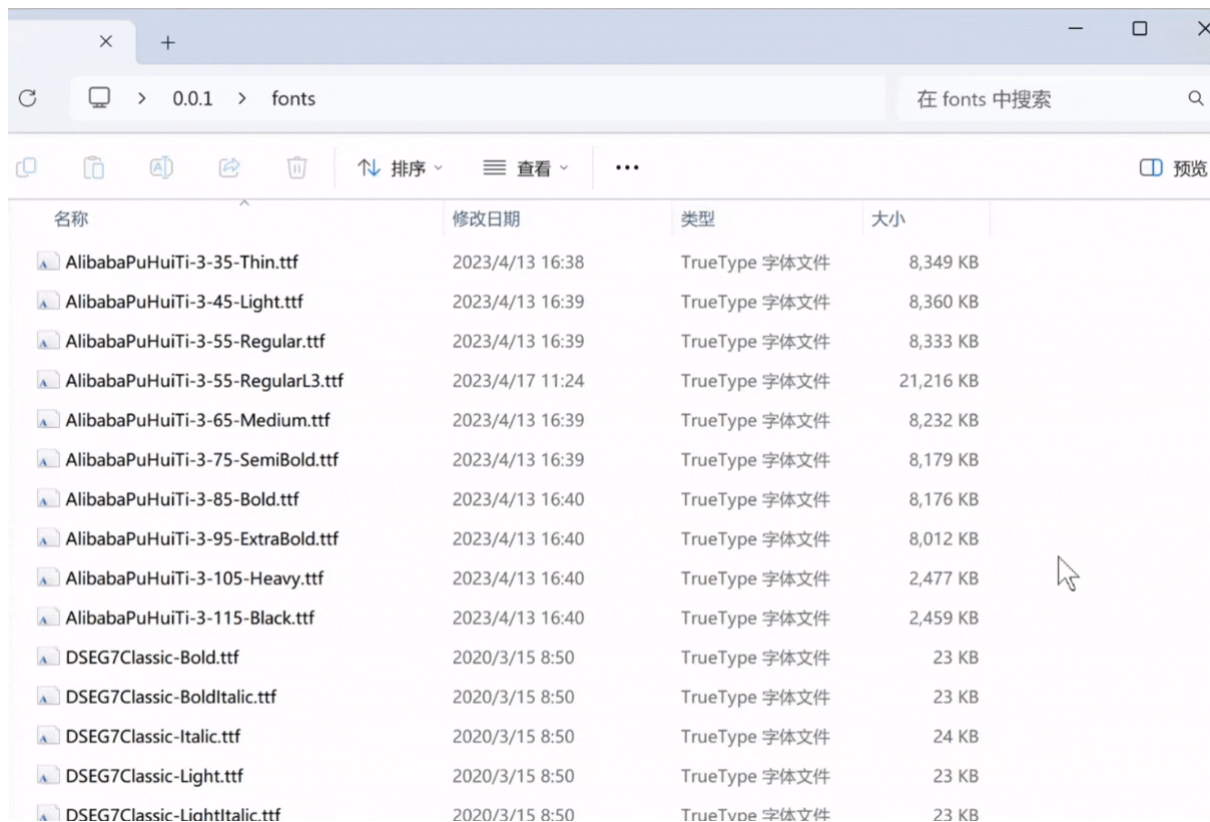 0.0.1 > fonts
在 fonts 中搜索
排序
查看
预览
名称 修改日期 类型 大小
AlibabaPuHuiTi-3-35-Thin.ttf 2023/4/13 16:38 TrueType 字体文件 8,349 KB
AlibabaPuHuiTi-3-45-Light.ttf 2023/4/13 16:39 TrueType 字体文件 8,360 KB
AlibabaPuHuiTi-3-55-Regular.ttf 2023/4/13 16:39 TrueType 字体文件 8,333 KB
AlibabaPuHuiTi-3-55-RegularL3.ttf 2023/4/17 11:24 TrueType 字体文件 21,216 KB
AlibabaPuHuiTi-3-65-Medium.ttf 2023/4/13 16:39 TrueType 字体文件 8,232 KB
AlibabaPuHuiTi-3-75-SemiBold.ttf 2023/4/13 16:39 TrueType 字体文件 8,179 KB
AlibabaPuHuiTi-3-85-Bold.ttf 2023/4/13 16:40 TrueType 字体文件 8,176 KB
AlibabaPuHuiTi-3-95-ExtraBold.ttf 2023/4/13 16:40 TrueType 字体文件 8,012 KB
AlibabaPuHuiTi-3-105-Heavy.ttf 2023/4/13 16:40 TrueType 字体文件 2,477 KB
AlibabaPuHuiTi-3-115-Black.ttf 2023/4/13 16:40 TrueType 字体文件 2,459 KB
DSEG7Classic-Bold.ttf 2020/3/15 8:50 TrueType 字体文件 23 KB
DSEG7Classic-BoldItalic.ttf 2020/3/15 8:50 TrueType 字体文件 23 KB
DSEG7Classic-Italic.ttf 2020/3/15 8:50 TrueType 字体文件 24 KB
DSEG7Classic-Light.ttf 2020/3/15 8:50 TrueType 字体文件 23 KB
DSEG7Classic-LightItalic.ttf 2020/3/15 8:50 TrueType 字体文件 23 KB